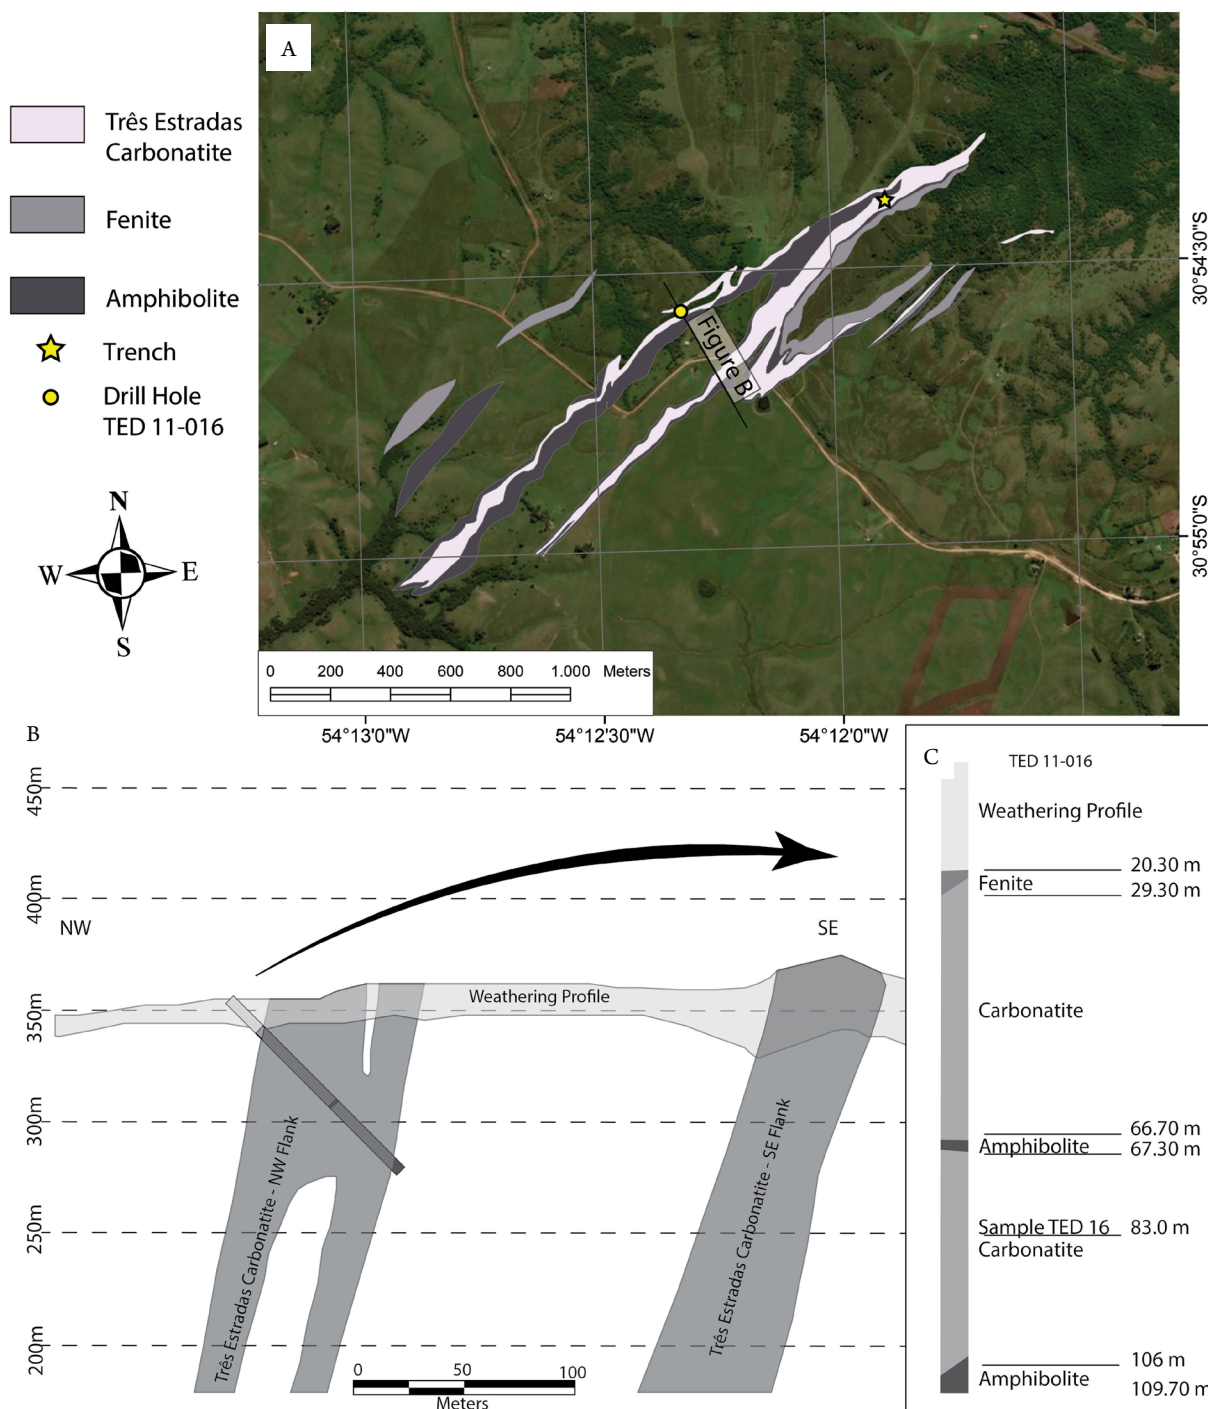 A
Três Estradas
Carbonatite
Fenite
Amphibolite
Trench
Drill Hole
TED 11-016
N
W
E
S
Figure B
30°54'30"S
30°55'0"S
0 200 400 600 800 1.000 Meters
54°13'0"W 54°12'30"W 54°12'0"W
B
450m
400m
350m
300m
250m
200m
NW
SE
Weathering Profile
Três Estradas Carbonatite - NW Flank
Três Estradas Carbonatite - SE Flank
0 50 100
Meters
C
TED 11-016
Weathering Profile
20.30 m
Fenite
29.30 m
Carbonatite
66.70 m
Amphibolite
67.30 m
Sample TED 16 83.0 m
Carbonatite
106 m
Amphibolite
109.70 m